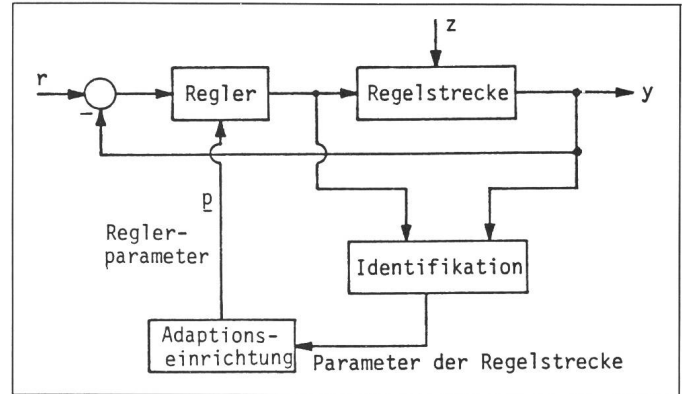 z
r
Regler
Regelstrecke
y
−
p
Regler-
parameter
Identifikation
Adaptions-
einrichtung
Parameter der Regelstrecke